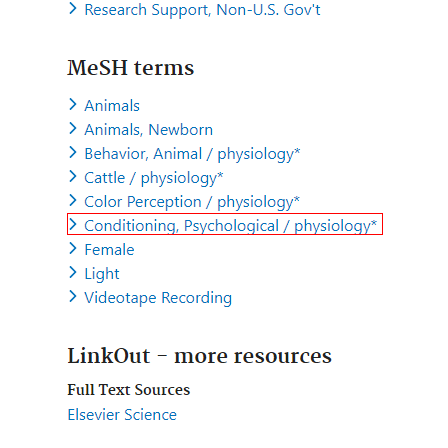 Research Support, Non-U.S. Gov't
MeSH terms
Animals
Animals, Newborn
Behavior, Animal / physiology*
Cattle / physiology*
Color Perception / physiology*
Conditioning, Psychological / physiology*
Female
Light
Videotape Recording
LinkOut - more resources
Full Text Sources
Elsevier Science